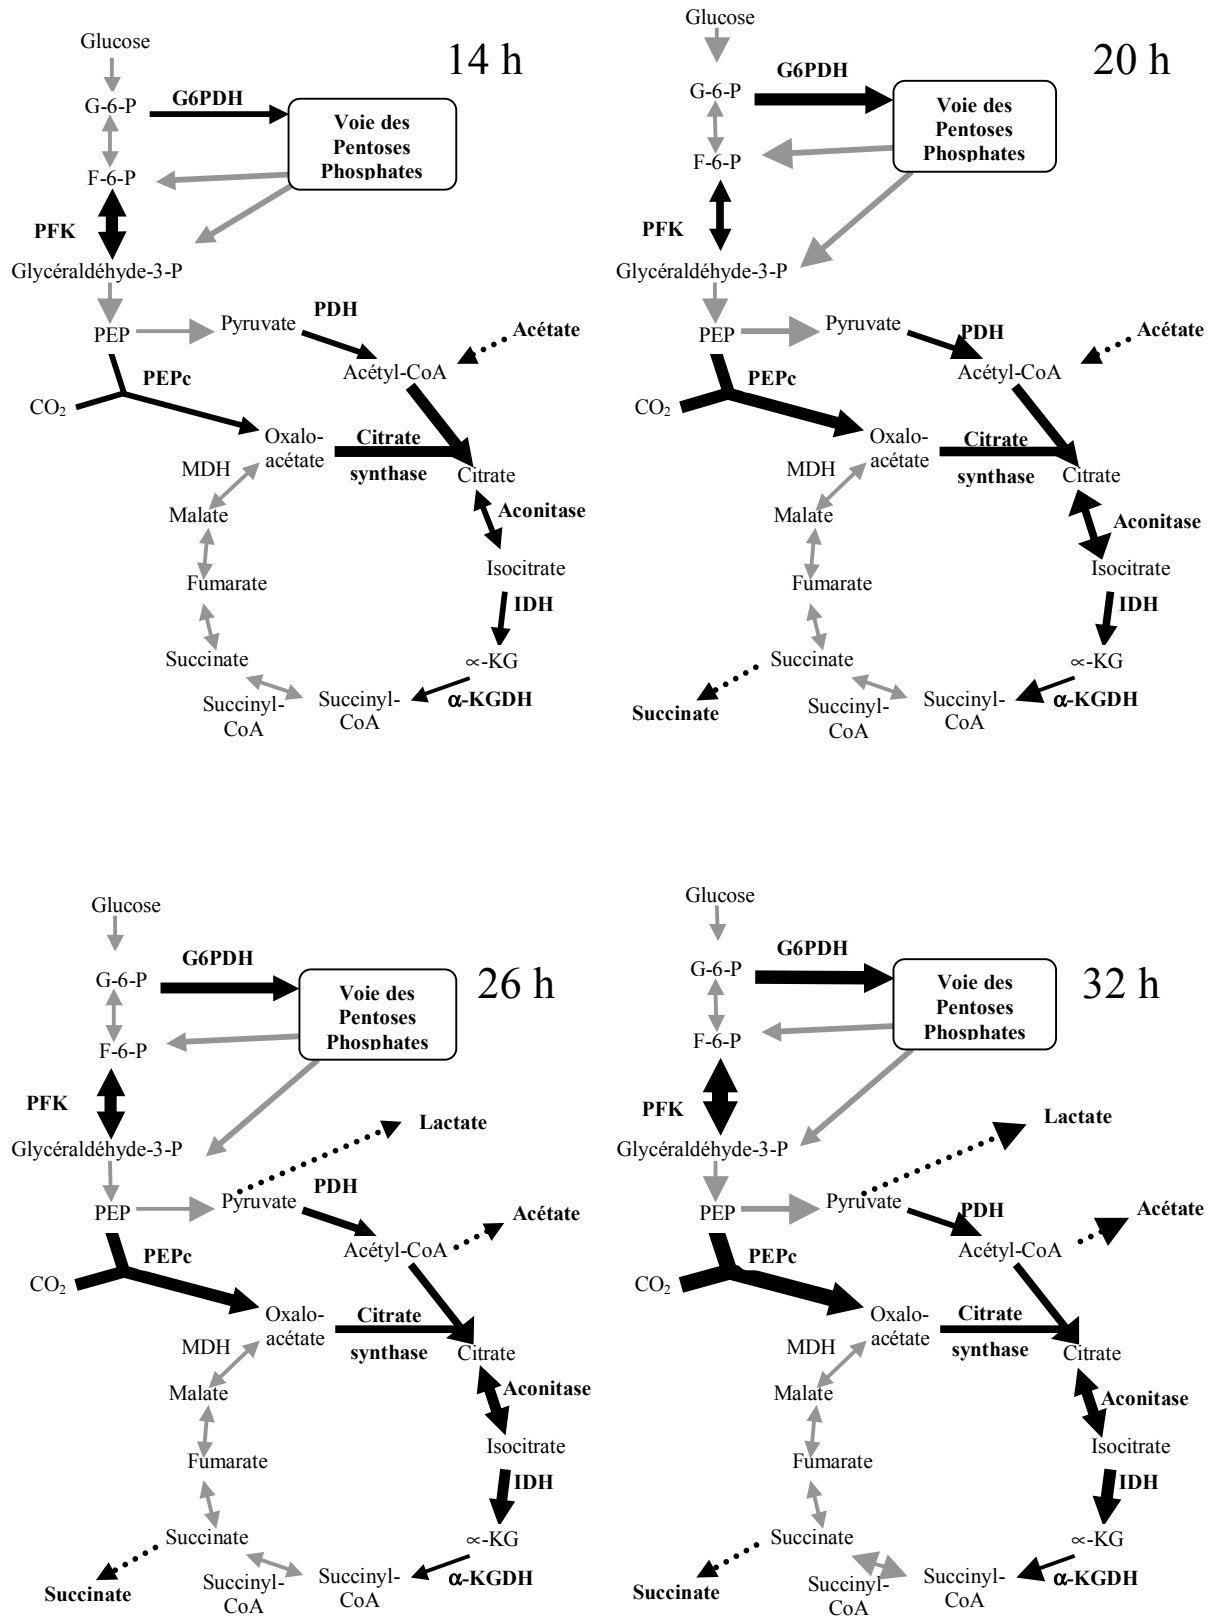 Glucose
14 h
G-6-P
G6PDH
Voie des
Pentoses
Phosphates
F-6-P
PFK
Glycéraldéhyde-3-P
PDH
PEP
Pyruvate
Acétate
Acétyl-CoA
PEPc
CO2
Oxalo-
acétate
Citrate
synthase
MDH
Citrate
Malate
Aconitase
Isocitrate
Fumarate
IDH
Succinate
∝-KG
Succinyl-
CoA
Succinyl-
CoA
α-KGDH
Glucose
20 h
G6PDH
G-6-P
Voie des
Pentoses
Phosphates
F-6-P
PFK
Glycéraldéhyde-3-P
PEP
Pyruvate
PDH
Acétate
Acétyl-CoA
PEPc
CO2
Oxalo-
acétate
Citrate
synthase
MDH
Citrate
Malate
Aconitase
Isocitrate
Fumarate
IDH
Succinate
∝-KG
Succinate
Succinyl-
CoA
Succinyl-
CoA
α-KGDH
Glucose
26 h
G6PDH
G-6-P
Voie des
Pentoses
Phosphates
F-6-P
PFK
Lactate
Glycéraldéhyde-3-P
PDH
PEP
Pyruvate
Acétate
Acétyl-CoA
PEPc
CO2
Oxalo-
acétate
Citrate
synthase
MDH
Citrate
Malate
Aconitase
Isocitrate
Fumarate
IDH
Succinate
∝-KG
Succinate
Succinyl-
CoA
Succinyl-
CoA
α-KGDH
Glucose
32 h
G6PDH
G-6-P
Voie des
Pentoses
Phosphates
F-6-P
PFK
Lactate
Glycéraldéhyde-3-P
PEP
Pyruvate
PDH
Acétate
Acétyl-CoA
PEPc
CO2
Oxalo-
acétate
Citrate
synthase
MDH
Citrate
Malate
Aconitase
Isocitrate
Fumarate
IDH
Succinate
∝-KG
Succinate
Succinyl-
CoA
Succinyl-
CoA
α-KGDH